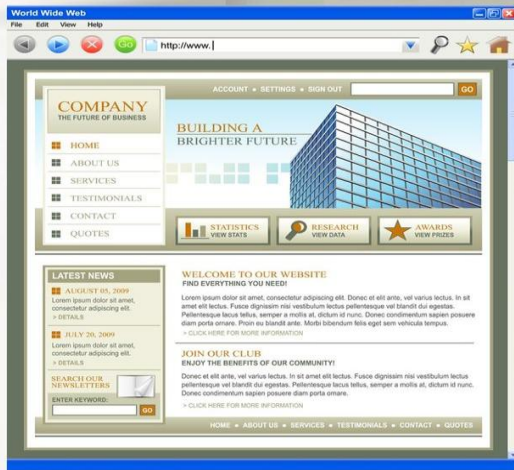 World Wide Web
File Edit View Help
Go http://www.
ACCOUNT • SETTINGS • SIGN OUT GO
COMPANY
THE FUTURE OF BUSINESS
HOME
ABOUT US
SERVICES
TESTIMONIALS
CONTACT
QUOTES
BUILDING A
BRIGHTER FUTURE
STATISTICS
VIEW STATS
RESEARCH
VIEW DATA
AWARDS
VIEW PRIZES
LATEST NEWS
AUGUST 05, 2009
Lorem ipsum dolor sit amet,
consectetur adipiscing elit.
> DETAILS
JULY 20, 2009
Lorem ipsum dolor sit amet,
consectetur adipiscing elit.
> DETAILS
SEARCH OUR
NEWSLETTERS
ENTER KEYWORD:
GO
WELCOME TO OUR WEBSITE
FIND EVERYTHING YOU NEED!
Lorem ipsum dolor sit amet, consectetur adipiscing elit. Donec et elit ante, vel varius lectus. In sit
amet elit lectus. Fusce dignissim nisi vestibulum lectus pellentesque vel blandit dui egestas.
Pellentesque lacus tellus, semper a mollis at, dictum id nunc. Donec condimentum sapien posuere
diam porta ornare. Proin eu blandit ante. Morbi bibendum felis eget sem vehicula tempus.
> CLICK HERE FOR MORE INFORMATION
JOIN OUR CLUB
ENJOY THE BENEFITS OF OUR COMMUNITY!
Donec et elit ante, vel varius lectus. In sit amet elit lectus. Fusce dignissim nisi vestibulum lectus
pellentesque vel blandit dui egestas. Pellentesque lacus tellus, semper a mollis at, dictum id nunc.
Donec condimentum sapien posuere diam porta ornare.
> CLICK HERE FOR MORE INFORMATION
HOME • ABOUT US • SERVICES • TESTIMONIALS • CONTACT • QUOTES